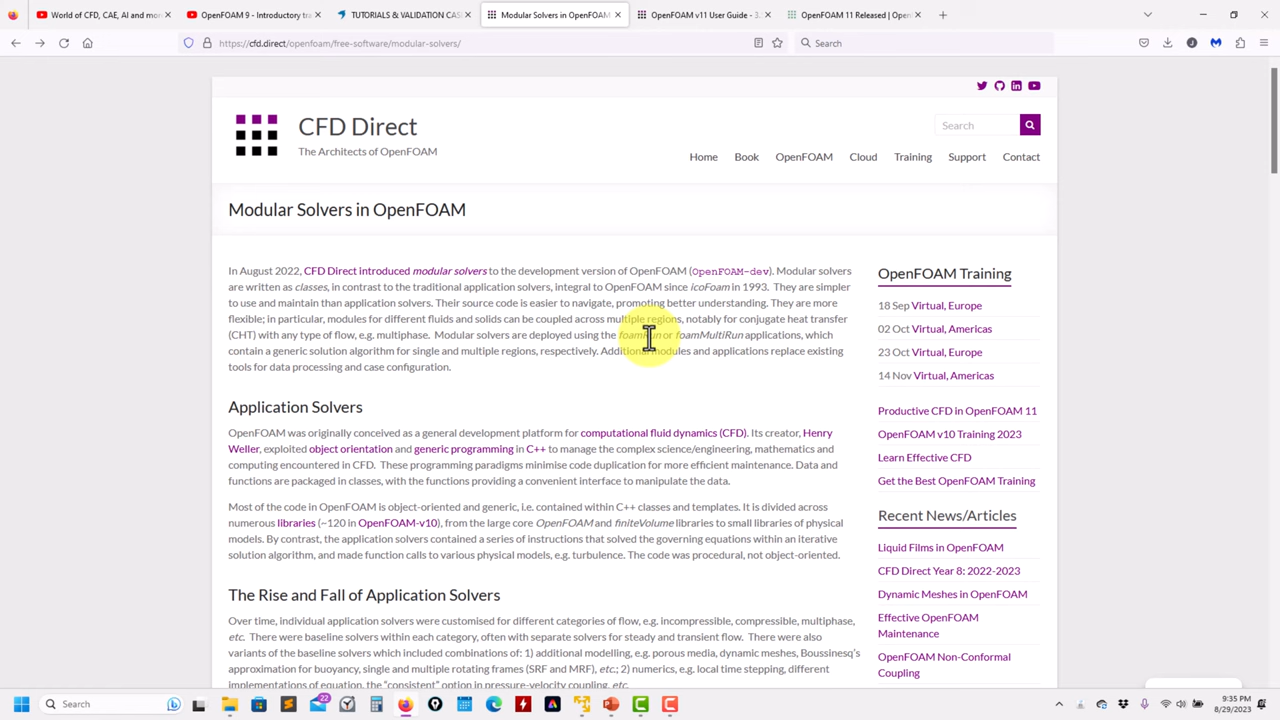 World of CFD, CAE, AI and more
OpenFOAM 9 - Introductory tra
TUTORIALS & VALIDATION CAS
Modular Solvers in OpenFOAM
OpenFOAM v11 User Guide - 3.
OpenFOAM 11 Released | Open
https://cfd.direct/openfoam/free-software/modular-solvers/
Search
CFD Direct
The Architects of OpenFOAM
Search
Home
Book
OpenFOAM
Cloud
Training
Support
Contact
Modular Solvers in OpenFOAM
In August 2022, CFD Direct introduced modular solvers to the development version of OpenFOAM (OpenFOAM-dev). Modular solvers
are written as classes, in contrast to the traditional application solvers, integral to OpenFOAM since icoFoam in 1993. They are simpler
to use and maintain than application solvers. Their source code is easier to navigate, promoting better understanding. They are more
flexible; in particular, modules for different fluids and solids can be coupled across multiple regions, notably for conjugate heat transfer
(CHT) with any type of flow, e.g. multiphase. Modular solvers are deployed using the foamRun or foamMultiRun applications, which
contain a generic solution algorithm for single and multiple regions, respectively. Additional modules and applications replace existing
tools for data processing and case configuration.
Application Solvers
OpenFOAM was originally conceived as a general development platform for computational fluid dynamics (CFD). Its creator, Henry
Weller, exploited object orientation and generic programming in C++ to manage the complex science/engineering, mathematics and
computing encountered in CFD. These programming paradigms minimise code duplication for more efficient maintenance. Data and
functions are packaged in classes, with the functions providing a convenient interface to manipulate the data.
Most of the code in OpenFOAM is object-oriented and generic, i.e. contained within C++ classes and templates. It is divided across
numerous libraries (~120 in OpenFOAM-v10), from the large core OpenFOAM and finiteVolume libraries to small libraries of physical
models. By contrast, the application solvers contained a series of instructions that solved the governing equations within an iterative
solution algorithm, and made function calls to various physical models, e.g. turbulence. The code was procedural, not object-oriented.
The Rise and Fall of Application Solvers
Over time, individual application solvers were customised for different categories of flow, e.g. incompressible, compressible, multiphase,
etc. There were baseline solvers within each category, often with separate solvers for steady and transient flow. There were also
variants of the baseline solvers which included combinations of: 1) additional modelling, e.g. porous media, dynamic meshes, Boussinesq's
approximation for buoyancy, single and multiple rotating frames (SRF and MRF), etc.; 2) numerics, e.g. local time stepping, different
implementations of equation, the "consistent" option in pressure-velocity coupling, etc.
OpenFOAM Training
18 Sep Virtual, Europe
02 Oct Virtual, Americas
23 Oct Virtual, Europe
14 Nov Virtual, Americas
Productive CFD in OpenFOAM 11
OpenFOAM v10 Training 2023
Learn Effective CFD
Get the Best OpenFOAM Training
Recent News/Articles
Liquid Films in OpenFOAM
CFD Direct Year 8: 2022-2023
Dynamic Meshes in OpenFOAM
Effective OpenFOAM
Maintenance
OpenFOAM Non-Conformal
Coupling
Search
22
9:35 PM
8/29/2023